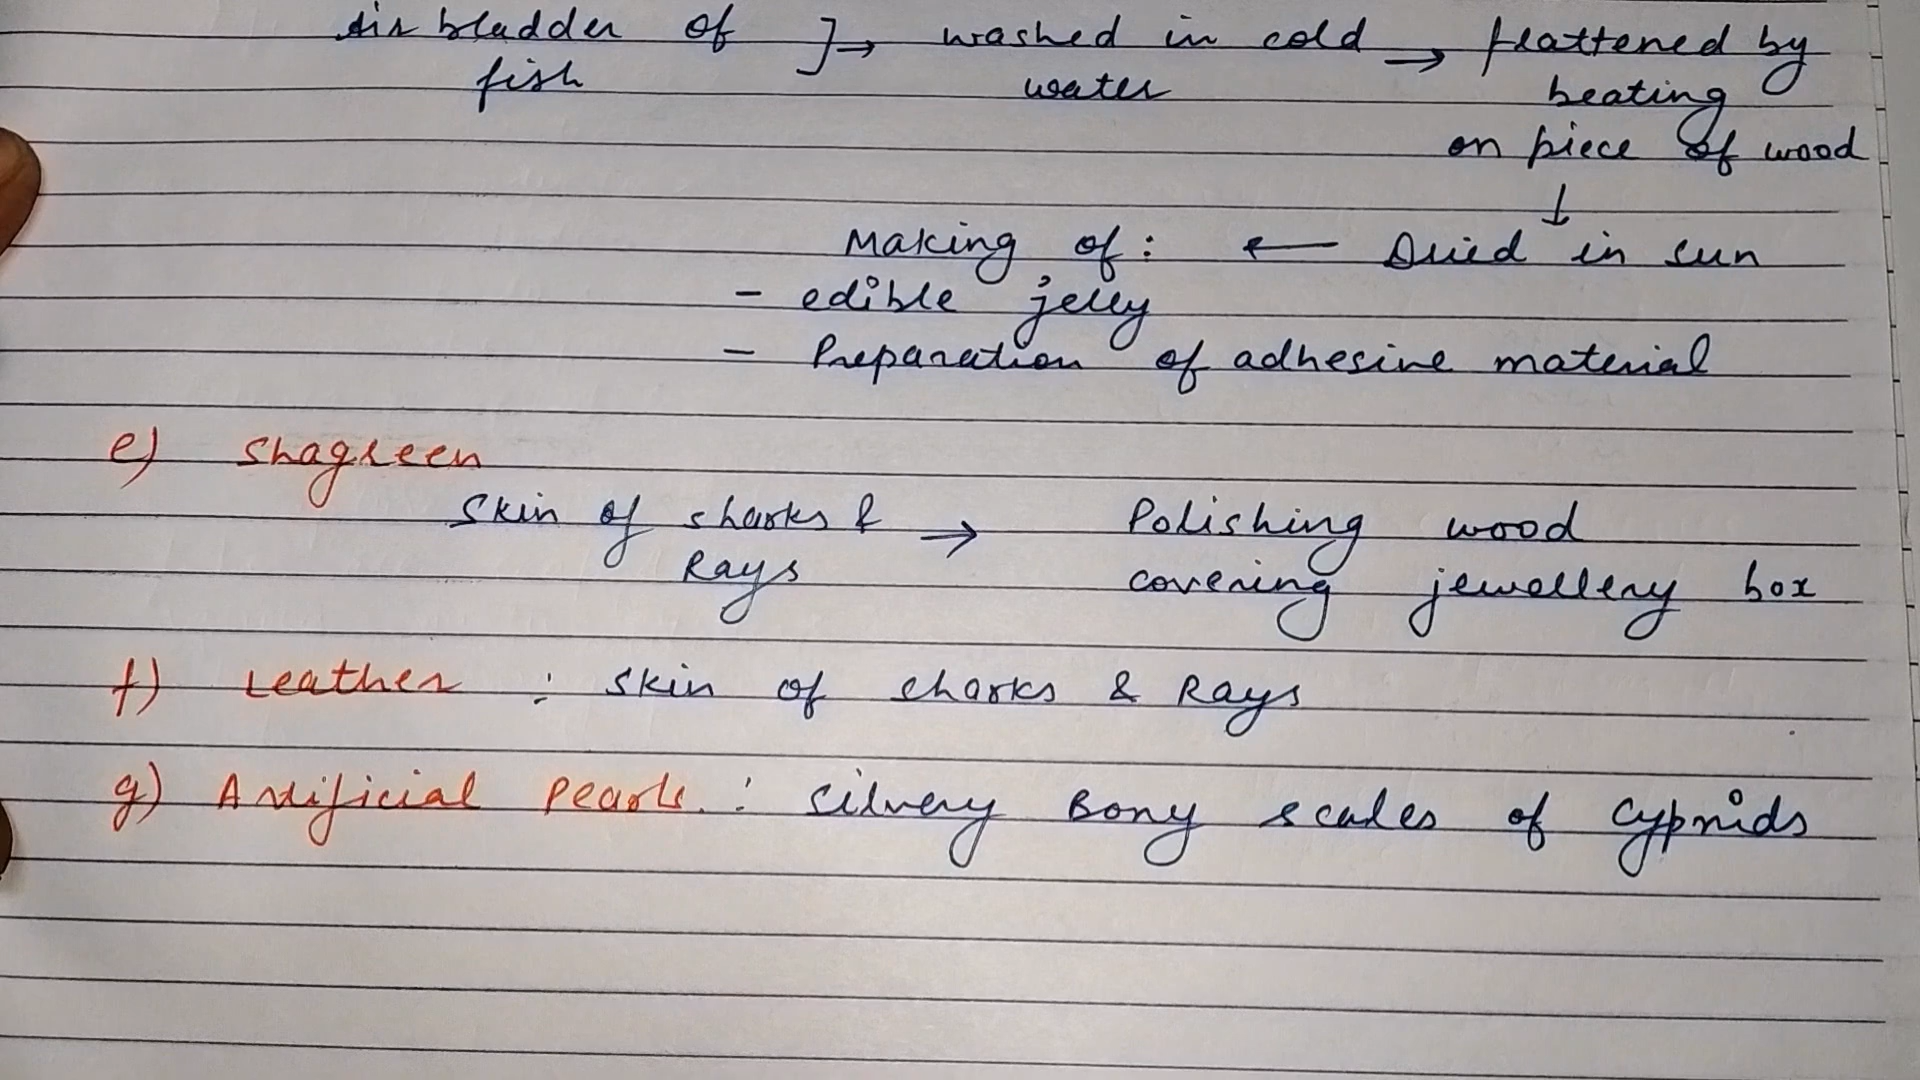 Air bladder of ]→ washed in cold → flattened by
fish water beating
on piece of wood
↓
Making of : ← Dried in sun
- edible jelly
- Preparation of adhesive material
e) Shagreen
Skin of sharks & → Polishing wood
Rays covering jewellery box
f) Leather : Skin of sharks & Rays
g) Artificial Pearls : Silvery Bony scales of Cyprids